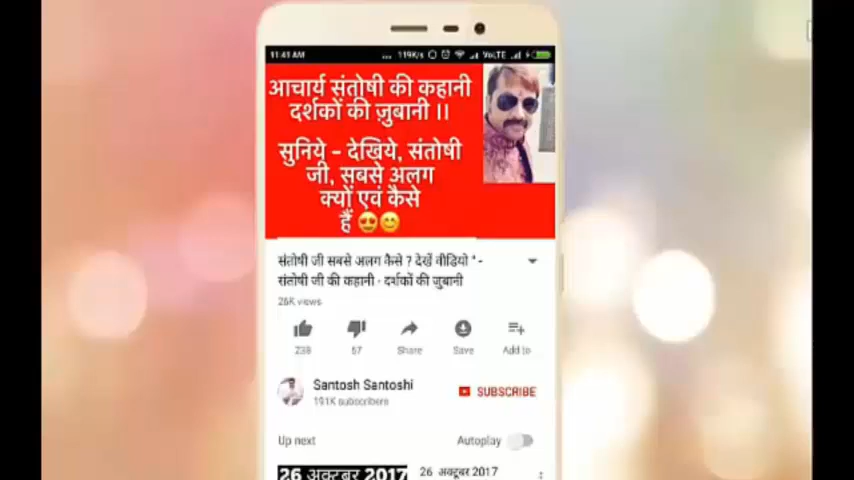 11:41 AM ... 119K/s VoLTE
आचार्य संतोषी की कहानी
दर्शकों की ज़ुबानी ।।
सुनिये - देखिये, संतोषी
जी, सबसे अलग
क्यों एवं कैसे
हैं 😍😊
संतोषी जी सबसे अलग कैसे ? देखें वीडियो " -
संतोषी जी की कहानी - दर्शकों की जुबानी
26K views
238 57 Share Save Add to
Santosh Santoshi
191K subscribers
SUBSCRIBE
Up next Autoplay
26 अक्टूबर 2017
26 अक्टूबर 2017